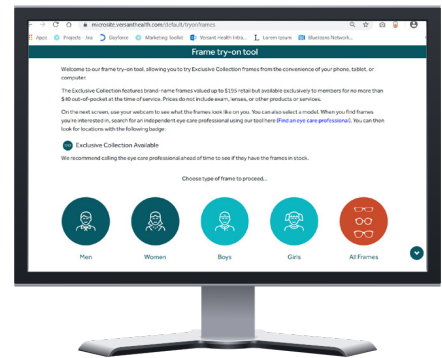 microsite.versanthealth.com/default/tryonframes
Apps Projects - Jira Dayforce Marketing Toolkit Versant Health Intra... Lorem Ipsum Bluelooms Network...
Frame try-on tool
Welcome to our frame try-on tool, allowing you to try Exclusive Collection frames from the convenience of your phone, tablet, or
computer.
The Exclusive Collection features brand-name frames valued up to $195 retail but available exclusively to members for no more than
$40 out-of-pocket at the time of service. Prices do not include exam, lenses, or other products or services.
On the next screen, use your webcam to see what the frames look like on you. You can also select a model. When you find frames
you're interested in, search for an independent eye care professional using our tool here (Find an eye care professional). You can then
look for locations with the following badge:
Exclusive Collection Available
We recommend calling the eye care professional ahead of time to see if they have the frames in stock.
Choose type of frame to proceed...
Men Women Boys Girls All Frames